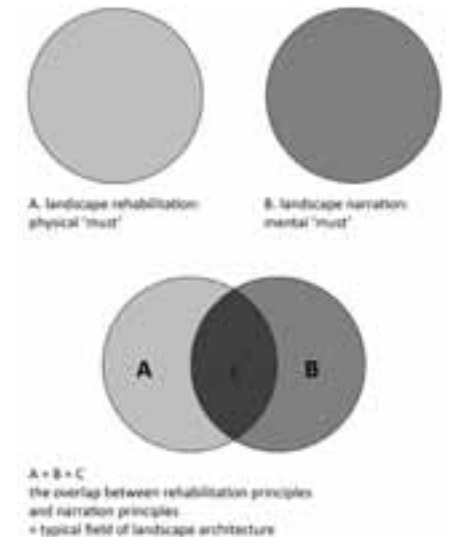 A. landscape rehabilitation:
physical 'must'
B. landscape narration:
mental 'must'
A
B
A + B = C
the overlap between rehabilitation principles
and narration principles
= typical field of landscape architecture